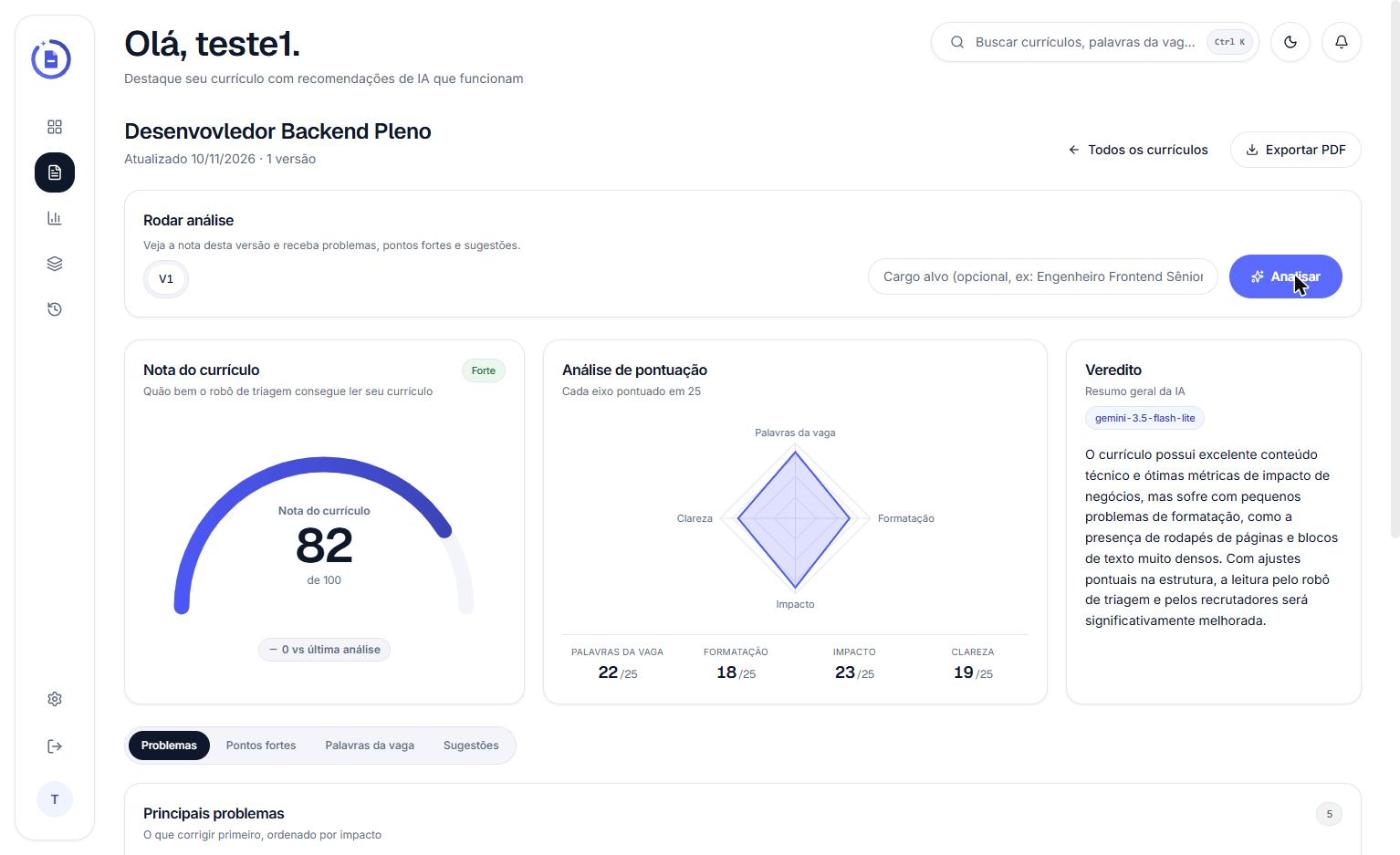 Olá, teste1.
Destaque seu currículo com recomendações de IA que funcionam
Buscar currículos, palavras da vag...
Ctrl K
Desenvovledor Backend Pleno
Atualizado 10/11/2026 · 1 versão
Todos os currículos
Exportar PDF
Rodar análise
Veja a nota desta versão e receba problemas, pontos fortes e sugestões.
V1
Cargo alvo (opcional, ex: Engenheiro Frontend Sênior
Analisar
Nota do currículo
Forte
Quão bem o robô de triagem consegue ler seu currículo
Nota do currículo
82
de 100
− 0 vs última análise
Análise de pontuação
Cada eixo pontuado em 25
Palavras da vaga
Clareza
Formatação
Impacto
PALAVRAS DA VAGA
22 /25
FORMATAÇÃO
18 /25
IMPACTO
23 /25
CLAREZA
19 /25
Veredito
Resumo geral da IA
gemini-3.5-flash-lite
O currículo possui excelente conteúdo
técnico e ótimas métricas de impacto de
negócios, mas sofre com pequenos
problemas de formatação, como a
presença de rodapés de páginas e blocos
de texto muito densos. Com ajustes
pontuais na estrutura, a leitura pelo robô
de triagem e pelos recrutadores será
significativamente melhorada.
Problemas
Pontos fortes
Palavras da vaga
Sugestões
Principais problemas
5
O que corrigir primeiro, ordenado por impacto
T